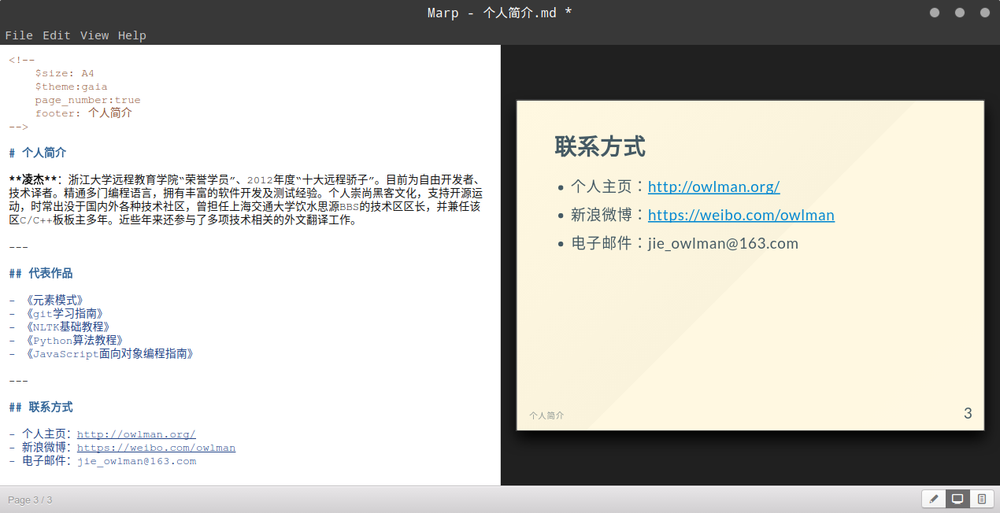 Marp - 个人简介.md *
File Edit View Help
<!--
$size: A4
$theme:gaia
page_number:true
footer: 个人简介
-->
# 个人简介
**凌杰**：浙江大学远程教育学院“荣誉学员”、2012年度“十大远程骄子”。目前为自由开发者、
技术译者。精通多门编程语言，拥有丰富的软件开发及测试经验。个人崇尚黑客文化，支持开源运
动，时常出没于国内外各种技术社区，曾担任上海交通大学饮水思源BBS的技术区区长，并兼任该
区C/C++板板主多年。近些年来还参与了多项技术相关的外文翻译工作。
---
## 代表作品
- 《元素模式》
- 《git学习指南》
- 《NLTK基础教程》
- 《Python算法教程》
- 《JavaScript面向对象编程指南》
---
## 联系方式
- 个人主页：http://owlman.org/
- 新浪微博：https://weibo.com/owlman
- 电子邮件：jie_owlman@163.com
联系方式
• 个人主页：http://owlman.org/
• 新浪微博：https://weibo.com/owlman
• 电子邮件：jie_owlman@163.com
个人简介
3
Page 3 / 3